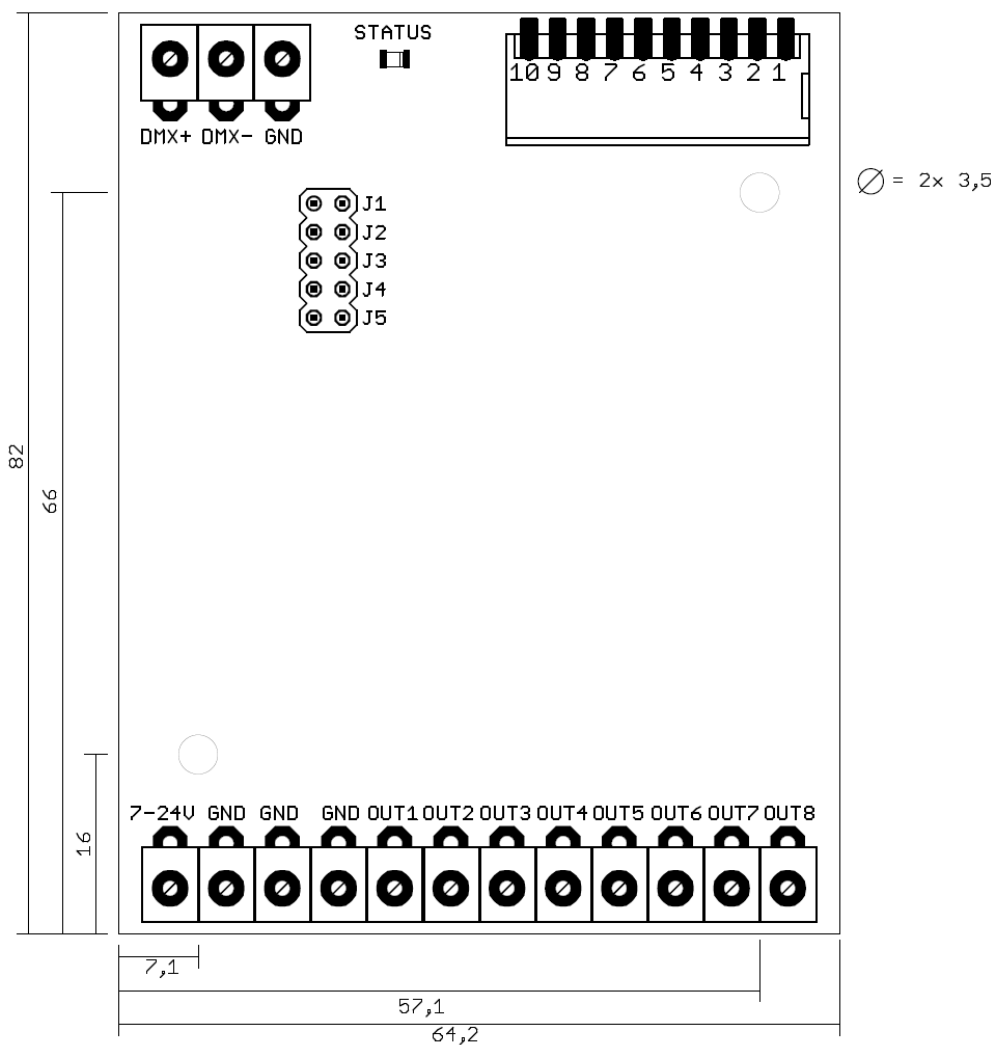 STATUS
10 9 8 7 6 5 4 3 2 1
DMX+ DMX- GND
Ø = 2x 3,5
J1
J2
J3
J4
J5
82
66
16
7-24V GND GND GND OUT1 OUT2 OUT3 OUT4 OUT5 OUT6 OUT7 OUT8
7,1
57,1
64,2